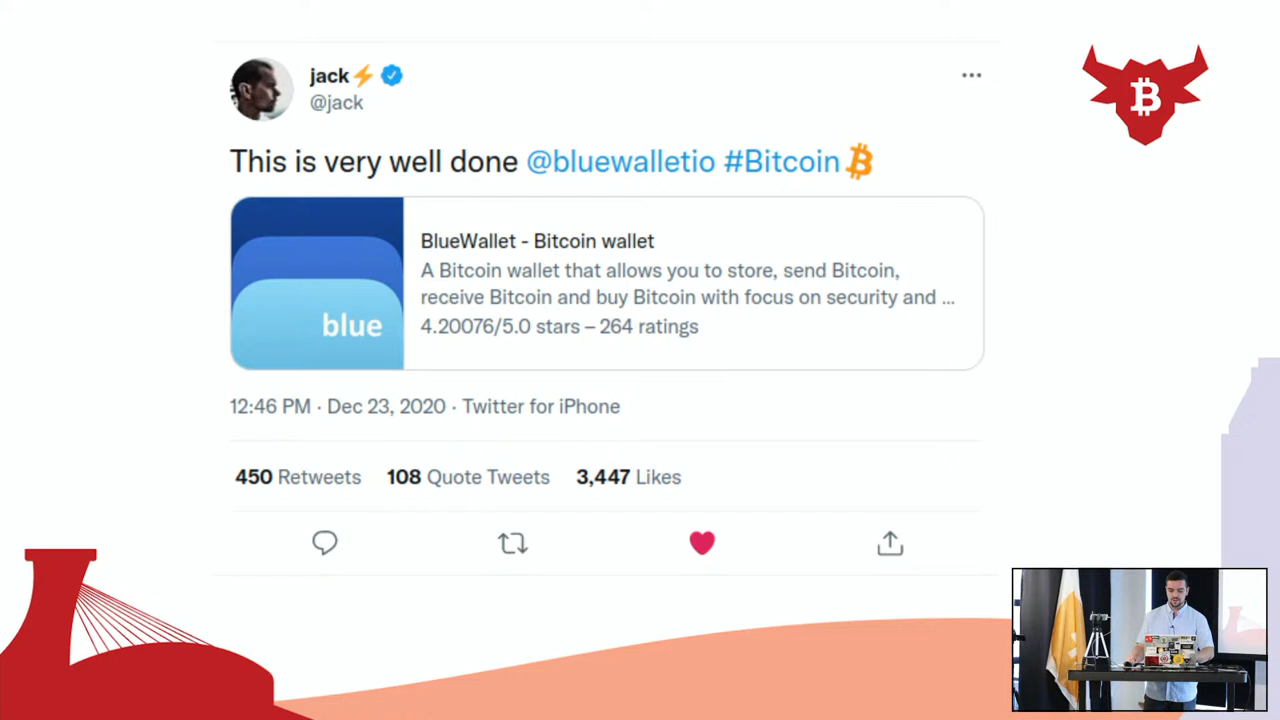 jack⚡
@jack
This is very well done @bluewalletio #Bitcoin
BlueWallet - Bitcoin wallet
A Bitcoin wallet that allows you to store, send Bitcoin,
receive Bitcoin and buy Bitcoin with focus on security and ...
blue
4.20076/5.0 stars – 264 ratings
12:46 PM · Dec 23, 2020 · Twitter for iPhone
450 Retweets 108 Quote Tweets 3,447 Likes